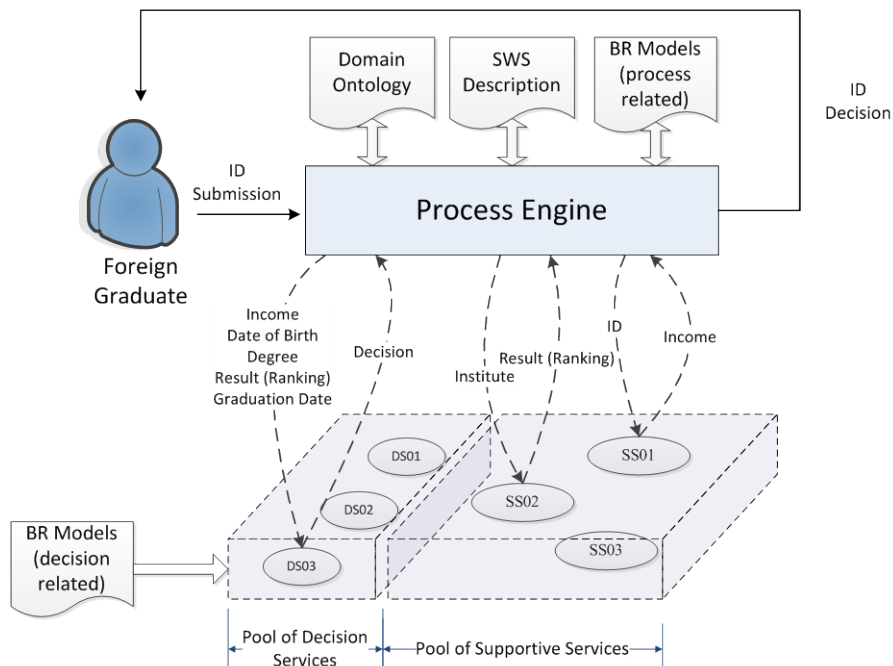 Domain
Ontology
SWS
Description
BR Models
(process
related)
ID
Decision
ID
Submission
Process Engine
Foreign
Graduate
Income
Date of Birth
Degree
Result (Ranking)
Graduation Date
Decision
Institute
Result (Ranking)
ID
Income
DS01
DS02
DS03
SS01
SS02
SS03
BR Models
(decision
related)
Pool of Decision
Services
Pool of Supportive Services